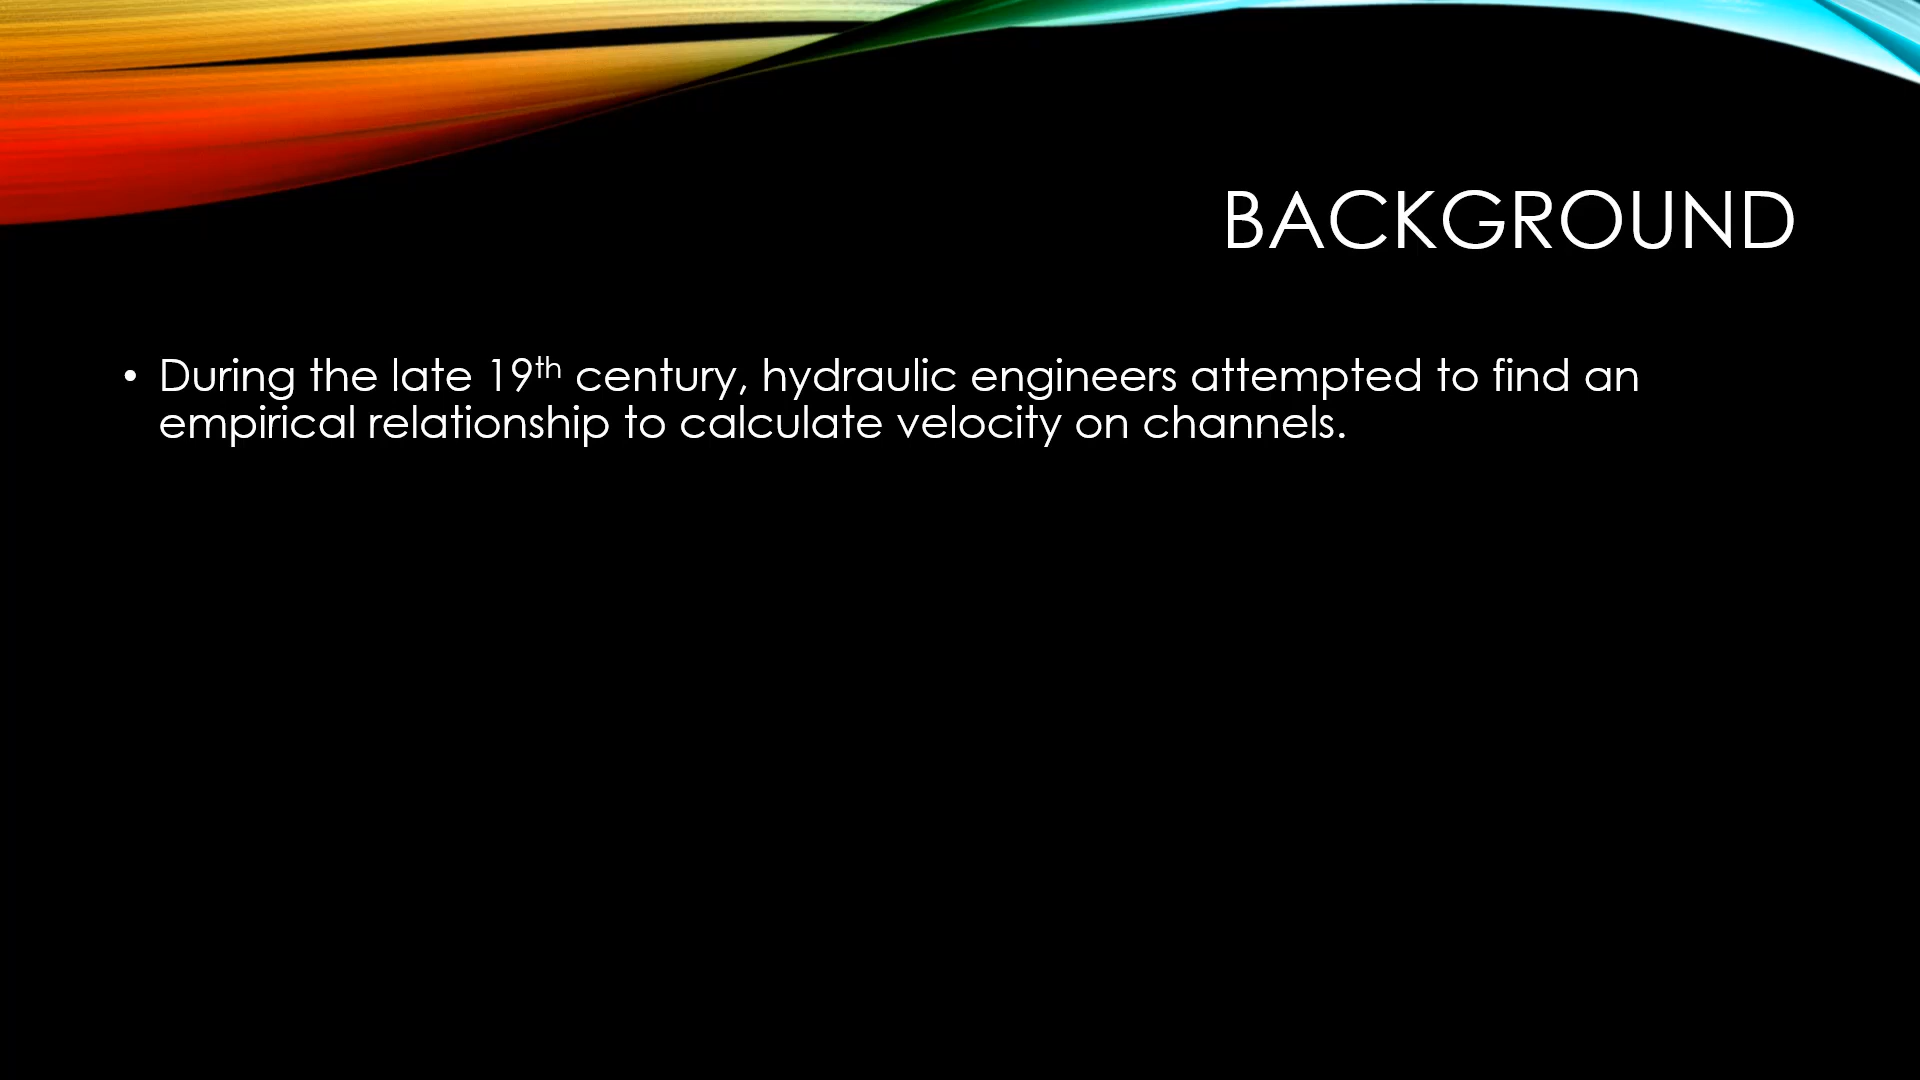 BACKGROUND
• During the late 19th century, hydraulic engineers attempted to find an
empirical relationship to calculate velocity on channels.